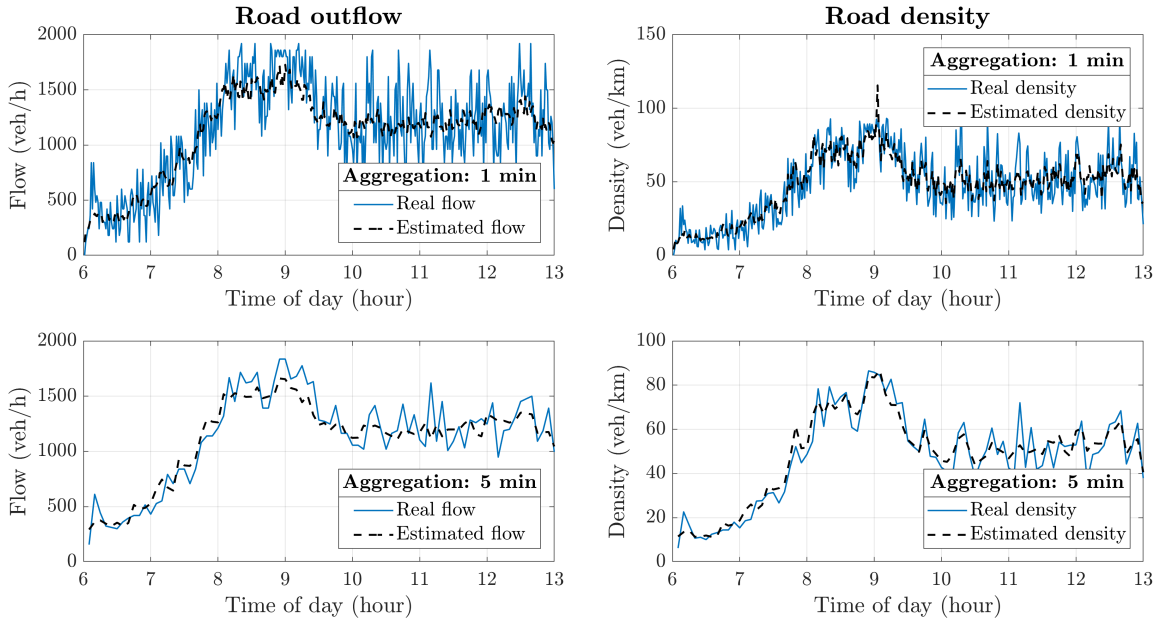 Road outflow
2000
1500
1000
500
0
Flow (veh/h)
Aggregation: 1 min
Real flow
Estimated flow
6 7 8 9 10 11 12 13
Time of day (hour)
Road density
150
100
50
0
Density (veh/km)
Aggregation: 1 min
Real density
Estimated density
6 7 8 9 10 11 12 13
Time of day (hour)
2000
1500
1000
500
0
Flow (veh/h)
Aggregation: 5 min
Real flow
Estimated flow
6 7 8 9 10 11 12 13
Time of day (hour)
100
80
60
40
20
0
Density (veh/km)
Aggregation: 5 min
Real density
Estimated density
6 7 8 9 10 11 12 13
Time of day (hour)